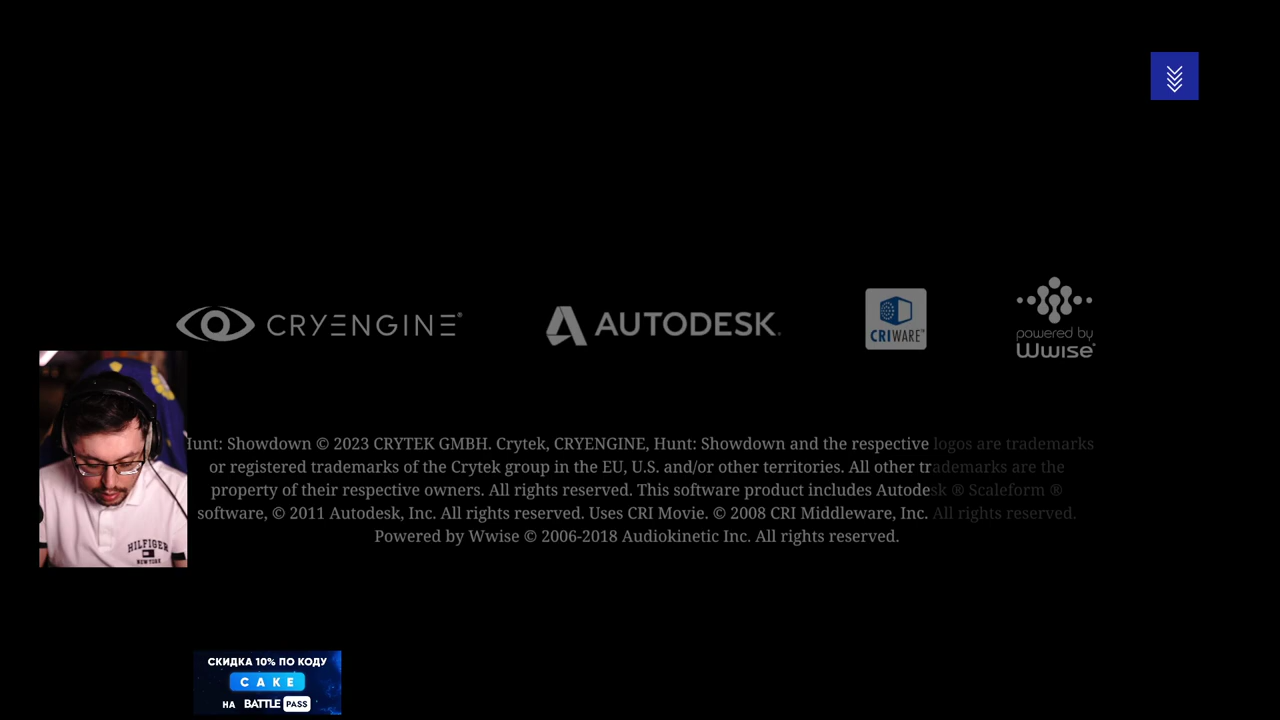 CRYENGINE®
AUTODESK.
CRIWARE™
powered by
Wwise®
Hunt: Showdown © 2023 CRYTEK GMBH. Crytek, CRYENGINE, Hunt: Showdown and the respective logos are trademarks
or registered trademarks of the Crytek group in the EU, U.S. and/or other territories. All other trademarks are the
property of their respective owners. All rights reserved. This software product includes Autodesk ® Scaleform ®
software, © 2011 Autodesk, Inc. All rights reserved. Uses CRI Movie. © 2008 CRI Middleware, Inc. All rights reserved.
Powered by Wwise © 2006-2018 Audiokinetic Inc. All rights reserved.
HILFIGER
NEW YORK
СКИДКА 10% ПО КОДУ
CAKE
НА BATTLE PASS